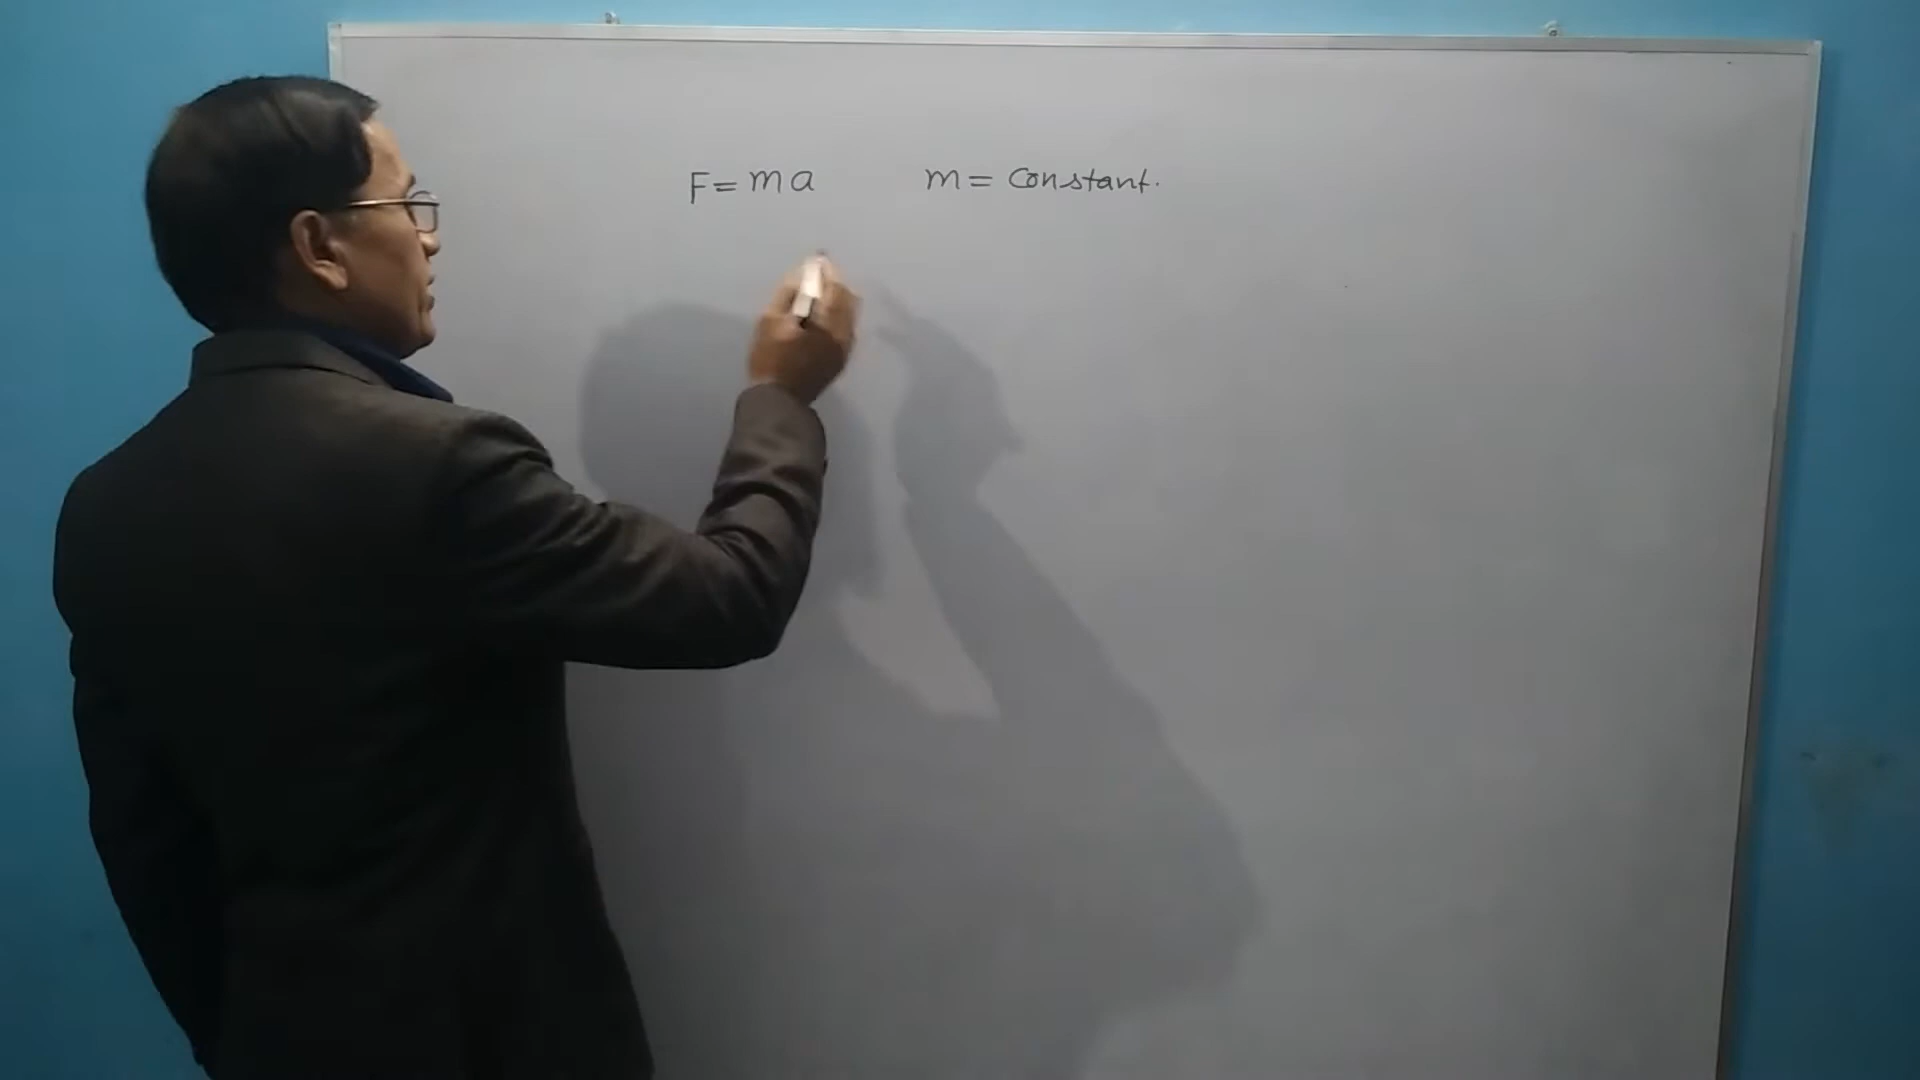 F = ma m = Constant.